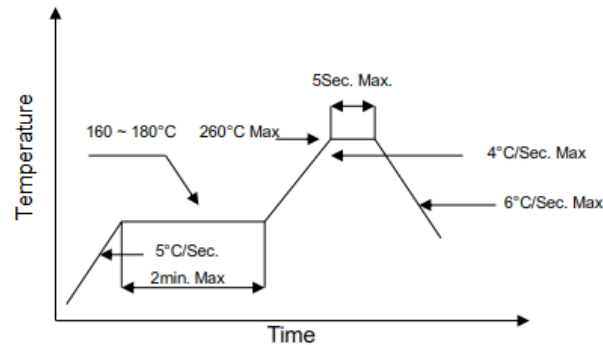 5Sec. Max.
160 ~ 180°C
260°C Max
4°C/Sec. Max
6°C/Sec. Max
5°C/Sec.
2min. Max
Temperature
Time